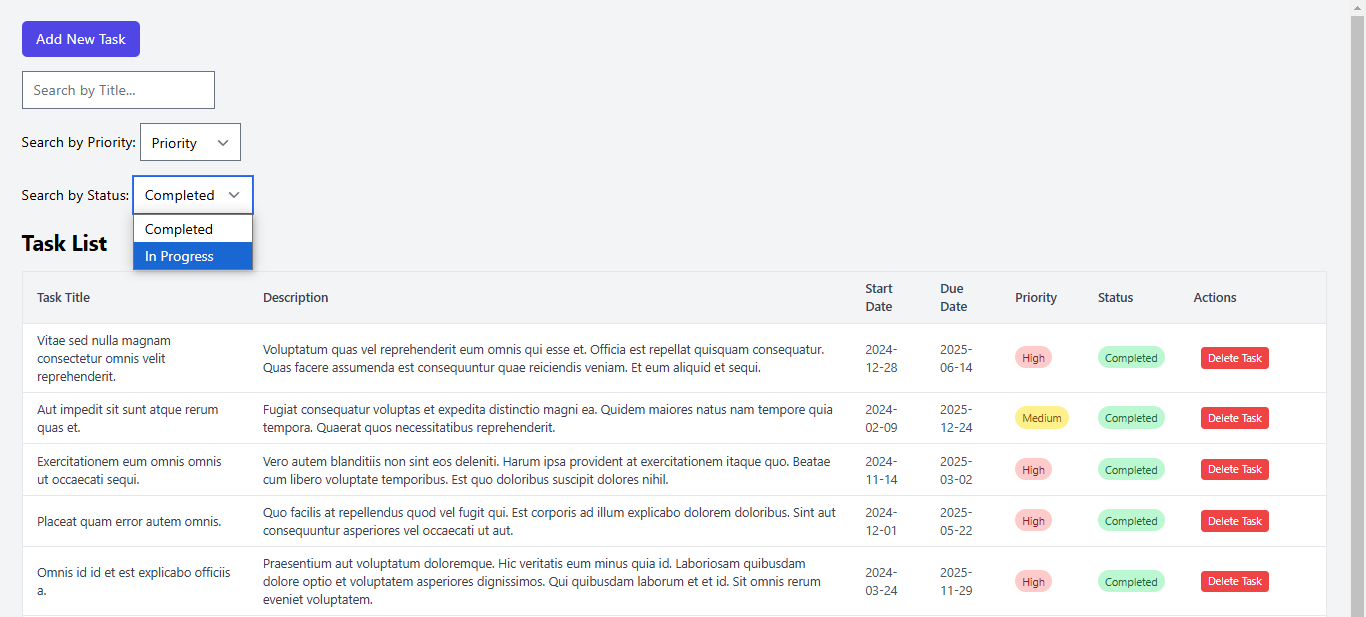 Add New Task
Search by Title...
Search by Priority: Priority
Search by Status: Completed
Completed
In Progress
Task List
Task Title Description Start Date Due Date Priority Status Actions
Vitae sed nulla magnam
consectetur omnis velit
reprehenderit.
Voluptatum quas vel reprehenderit eum omnis qui esse et. Officia est repellat quisquam consequatur.
Quas facere assumenda est consequuntur quae reiciendis veniam. Et eum aliquid et sequi.
2024-
12-28
2025-
06-14
High
Completed
Delete Task
Aut impedit sit sunt atque rerum
quas et.
Fugiat consequatur voluptas et expedita distinctio magni ea. Quidem maiores natus nam tempore quia
tempora. Quaerat quos necessitatibus reprehenderit.
2024-
02-09
2025-
12-24
Medium
Completed
Delete Task
Exercitationem eum omnis omnis
ut occaecati sequi.
Vero autem blanditiis non sint eos deleniti. Harum ipsa provident at exercitationem itaque quo. Beatae
cum libero voluptate temporibus. Est quo doloribus suscipit dolores nihil.
2024-
11-14
2025-
03-02
High
Completed
Delete Task
Placeat quam error autem omnis.
Quo facilis at repellendus quod vel fugit qui. Est corporis ad illum explicabo dolorem doloribus. Sint aut
consequuntur asperiores vel occaecati ut aut.
2024-
12-01
2025-
05-22
High
Completed
Delete Task
Omnis id id et est explicabo officiis
a.
Praesentium aut voluptatum doloremque. Hic veritatis eum minus quia id. Laboriosam quibusdam
dolore optio et voluptatem asperiores dignissimos. Qui quibusdam laborum et et id. Sit omnis rerum
eveniet voluptatem.
2024-
03-24
2025-
11-29
High
Completed
Delete Task